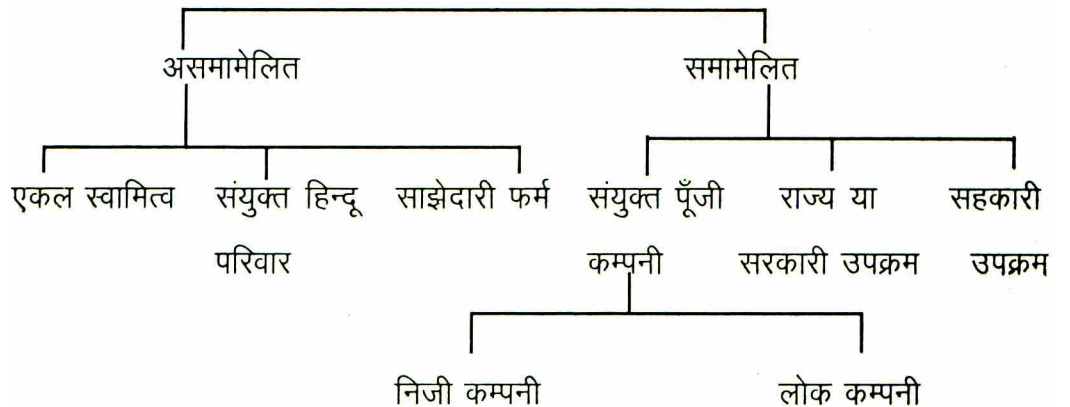 असमामेलित समामेलित
एकल स्वामित्व संयुक्त हिन्दू साझेदारी फर्म संयुक्त पूँजी राज्य या सहकारी
परिवार कम्पनी सरकारी उपक्रम उपक्रम
निजी कम्पनी लोक कम्पनी